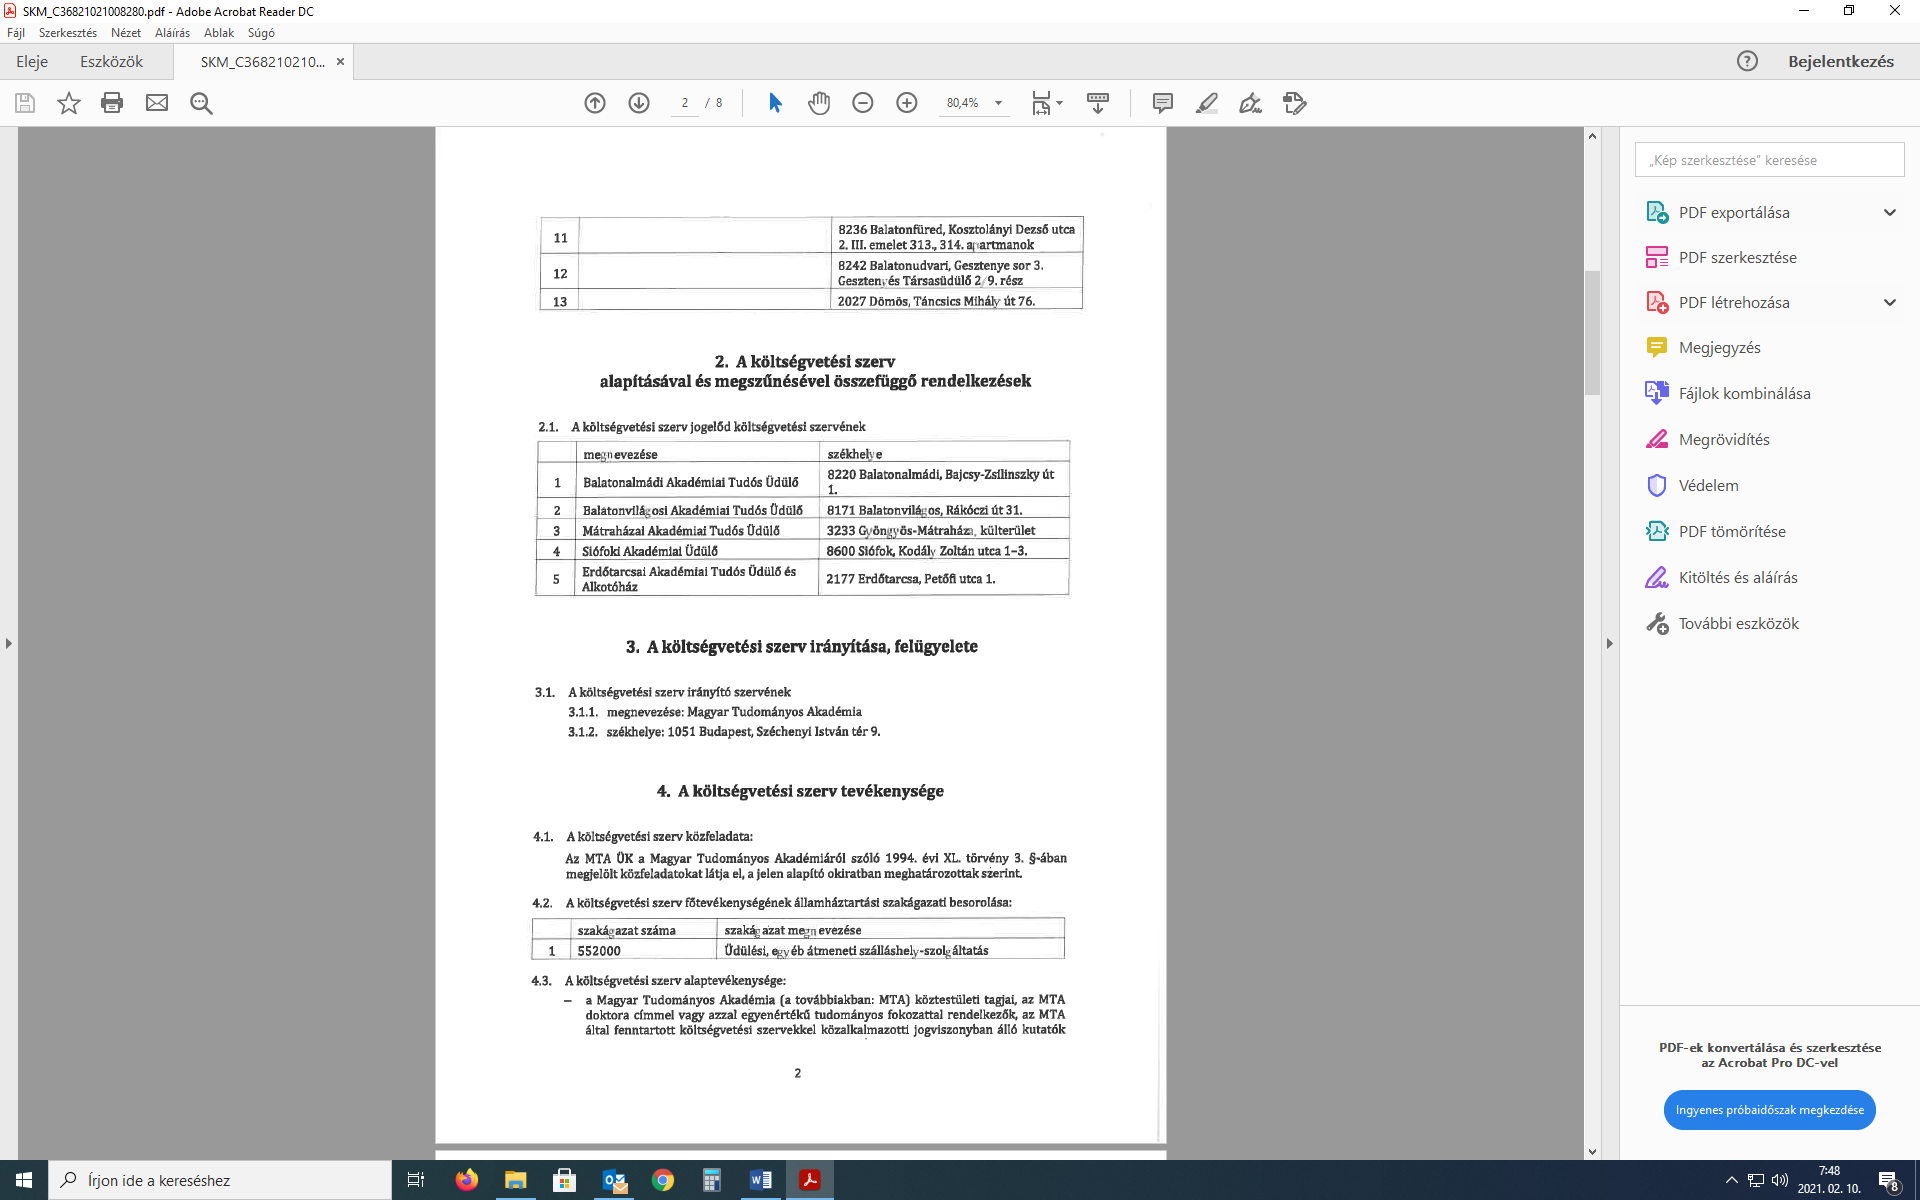 SKM_C36821021008280.pdf - Adobe Acrobat Reader DC
Fájl Szerkesztés Nézet Aláírás Ablak Súgó
Eleje Eszközök SKM_C368210210... × Bejelentkezés
2 / 8 80,4%
11 8236 Balatonfüred, Kosztolányi Dezső utca
2. III. emelet 313., 314. apartmanok
12 8242 Balatonudvari, Gesztenye sor 3.
Gesztenyés Társasüdülő 2/9. rész
13 2027 Dömös, Táncsics Mihály út 76.
2. A költségvetési szerv
alapításával és megszűnésével összefüggő rendelkezések
2.1. A költségvetési szerv jogelőd költségvetési szervének
megnevezése székhelye
1 Balatonalmádi Akadémiai Tudós Üdülő 8220 Balatonalmádi, Bajcsy-Zsilinszky út
1.
2 Balatonvilágosi Akadémiai Tudós Üdülő 8171 Balatonvilágos, Rákóczi út 31.
3 Mátraházai Akadémiai Tudós Üdülő 3233 Gyöngyös-Mátraháza, külterület
4 Siófoki Akadémiai Üdülő 8600 Siófok, Kodály Zoltán utca 1–3.
5 Erdőtarcsai Akadémiai Tudós Üdülő és
Alkotóház 2177 Erdőtarcsa, Petőfi utca 1.
3. A költségvetési szerv irányítása, felügyelete
3.1. A költségvetési szerv irányító szervének
3.1.1. megnevezése: Magyar Tudományos Akadémia
3.1.2. székhelye: 1051 Budapest, Széchenyi István tér 9.
4. A költségvetési szerv tevékenysége
4.1. A költségvetési szerv közfeladata:
Az MTA ÜK a Magyar Tudományos Akadémiáról szóló 1994. évi XL. törvény 3. §-ában
megjelölt közfeladatokat látja el, a jelen alapító okiratban meghatározottak szerint.
4.2. A költségvetési szerv főtevékenységének államháztartási szakágazati besorolása:
szakágazat száma szakágazat megnevezése
1 552000 Üdülési, egyéb átmeneti szálláshely-szolgáltatás
4.3. A költségvetési szerv alaptevékenysége:
– a Magyar Tudományos Akadémia (a továbbiakban: MTA) köztestületi tagjai, az MTA
doktora címmel vagy azzal egyenértékű tudományos fokozattal rendelkezők, az MTA
által fenntartott költségvetési szervekkel közalkalmazotti jogviszonyban álló kutatók
2
„Kép szerkesztése” keresése
PDF exportálása
PDF szerkesztése
PDF létrehozása
Megjegyzés
Fájlok kombinálása
Megrövidítés
Védelem
PDF tömörítése
Kitöltés és aláírás
További eszközök
PDF-ek konvertálása és szerkesztése
az Acrobat Pro DC-vel
Ingyenes próbaidőszak megkezdése
Írjon ide a kereséshez
7:48
2021. 02. 10.
8